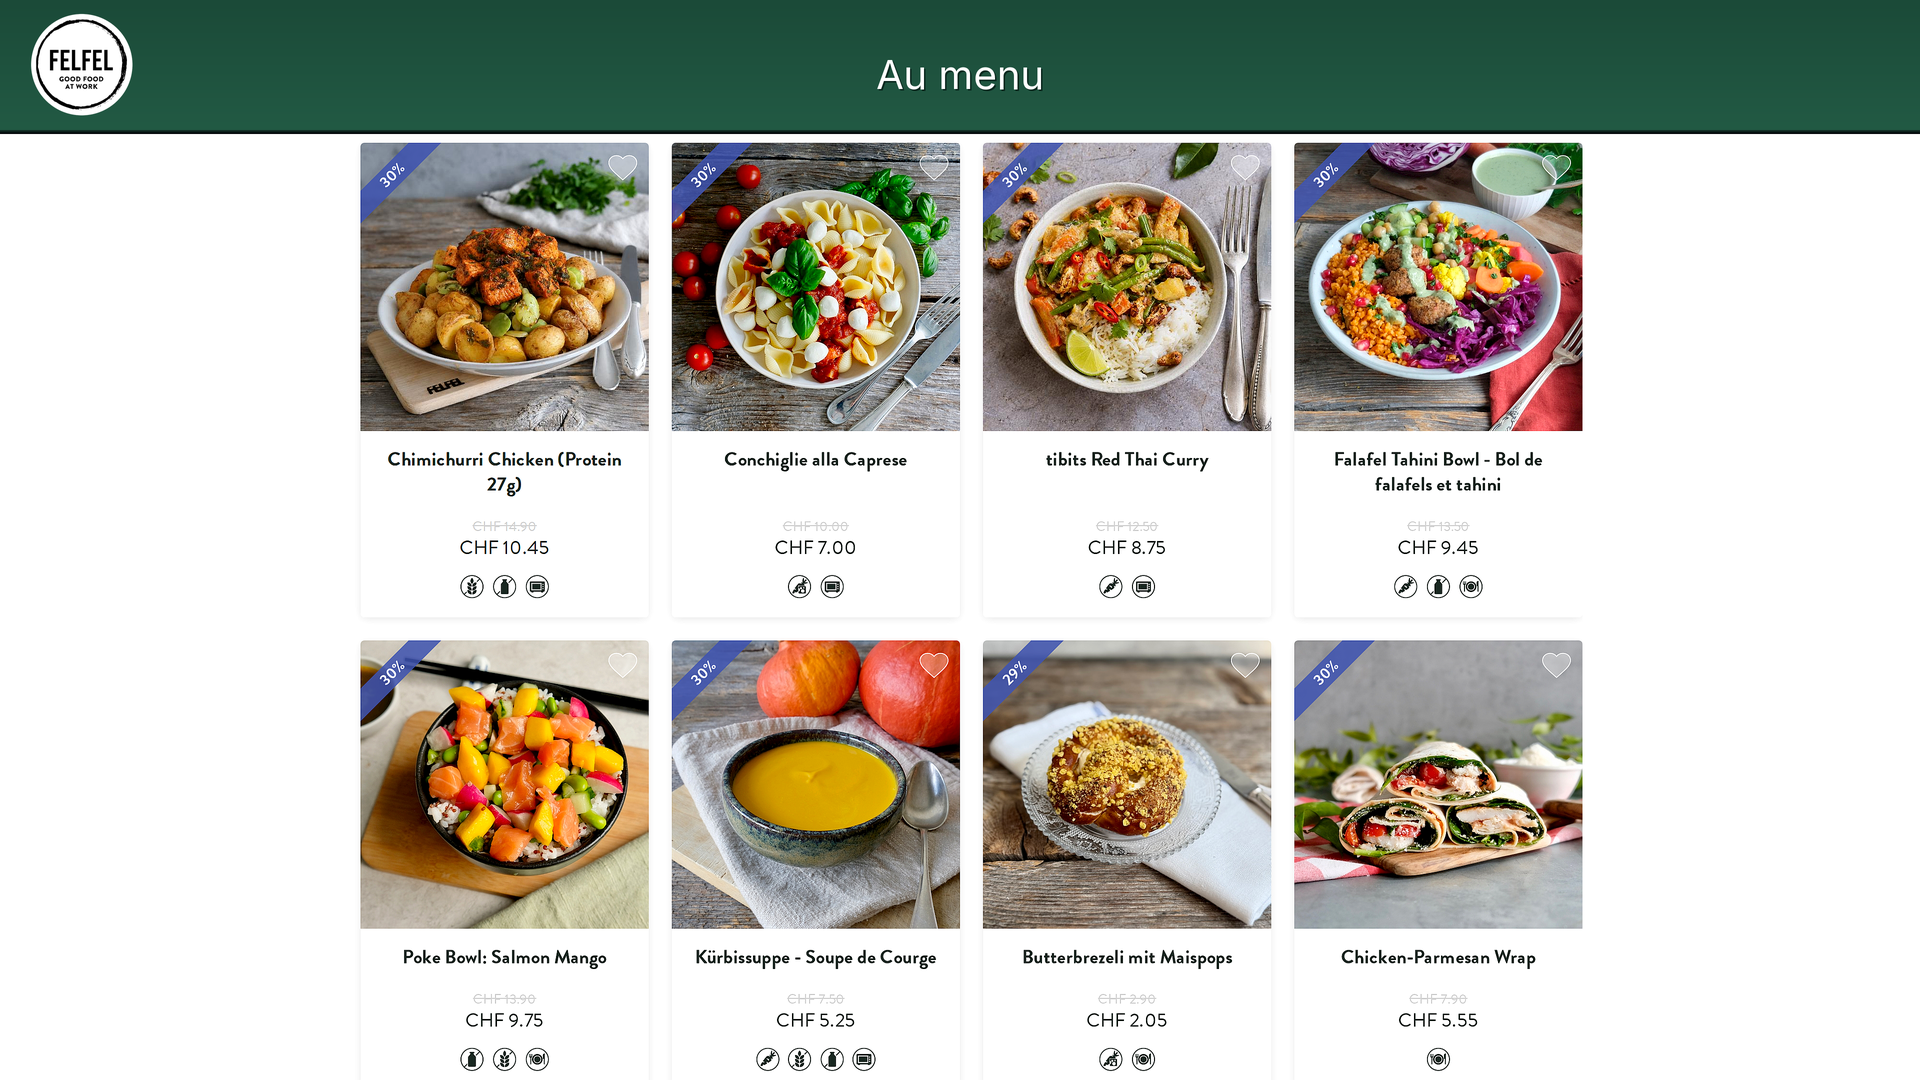 FELFEL
GOOD FOOD
AT WORK
Au menu
30%
30%
30%
30%
FELFEL
Chimichurri Chicken (Protein
27g)
CHF 14.90
CHF 10.45
Conchiglie alla Caprese
CHF 10.00
CHF 7.00
tibits Red Thai Curry
CHF 12.50
CHF 8.75
Falafel Tahini Bowl - Bol de
falafels et tahini
CHF 13.50
CHF 9.45
30%
30%
29%
30%
Poke Bowl: Salmon Mango
CHF 13.90
CHF 9.75
Kürbissuppe - Soupe de Courge
CHF 7.50
CHF 5.25
Butterbrezeli mit Maispops
CHF 2.90
CHF 2.05
Chicken-Parmesan Wrap
CHF 7.90
CHF 5.55